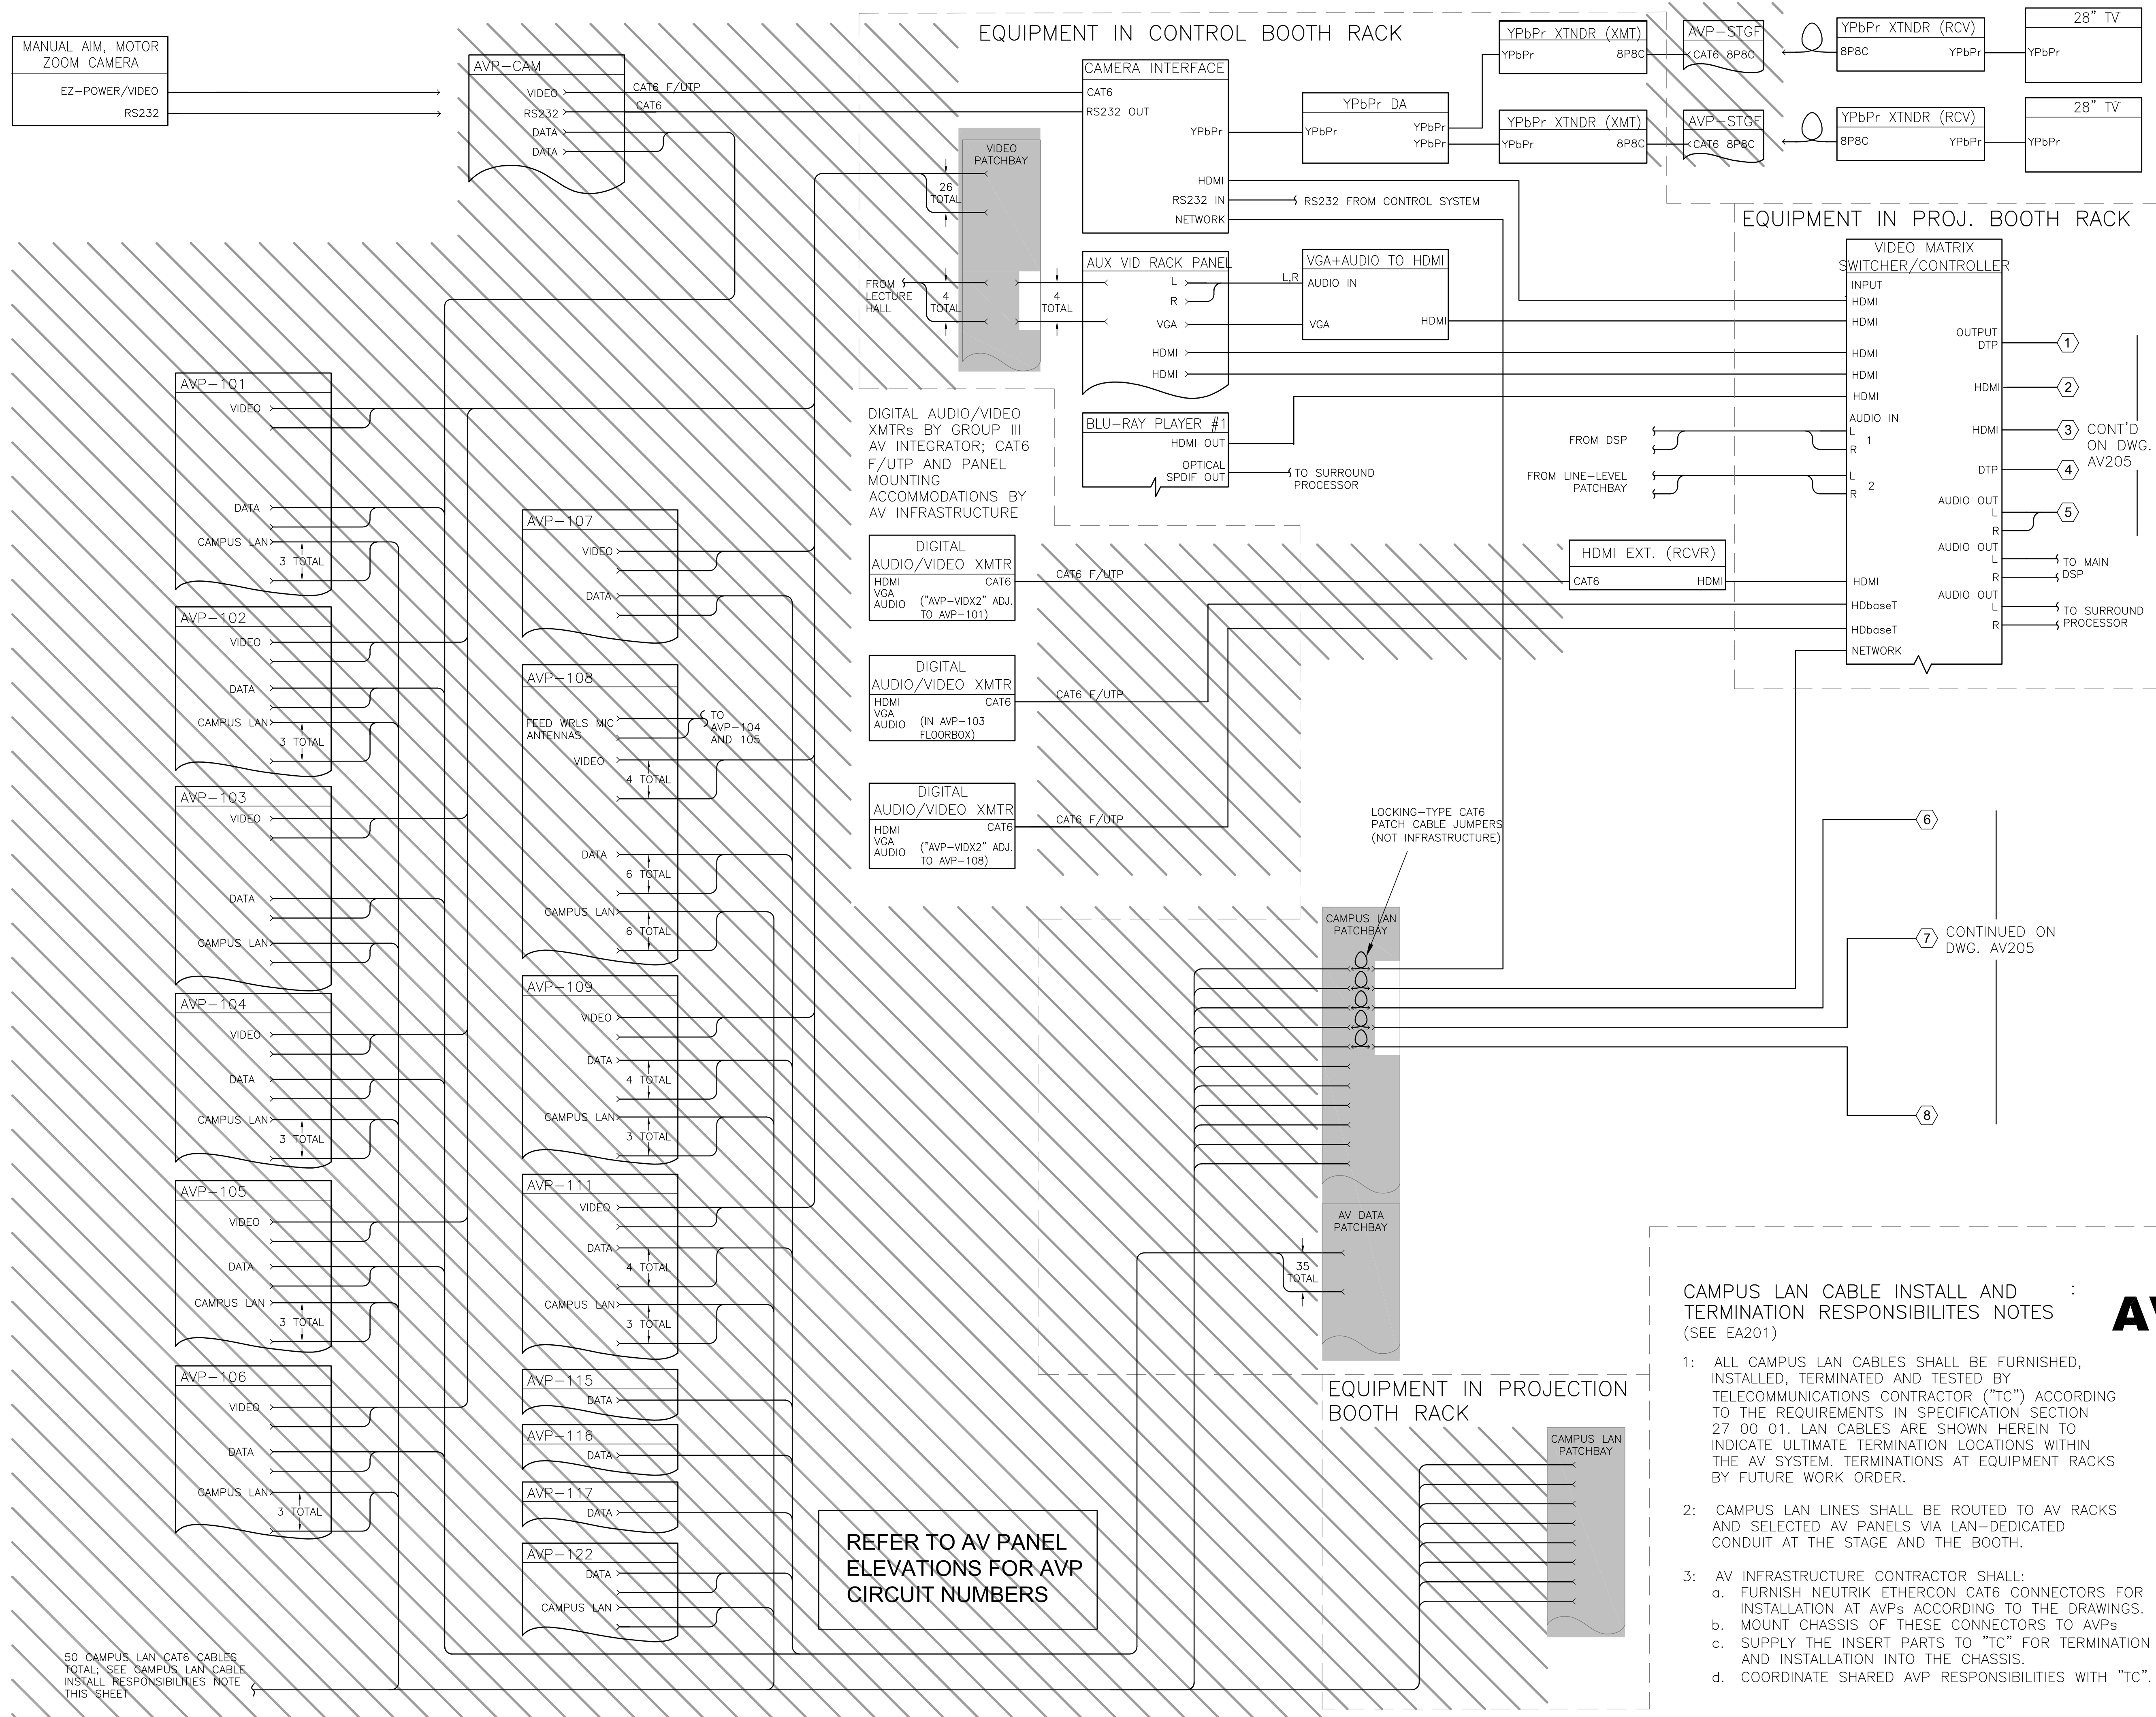 MANUAL AIM, MOTOR
ZOOM CAMERA
EZ-POWER/VIDEO
RS232
AVP-CAM
VIDEO
RS232
DATA
DATA
CAT6 F/UTP
CAT6
EQUIPMENT IN CONTROL BOOTH RACK
CAMERA INTERFACE
CAT6
RS232 OUT
YPbPr
HDMI
RS232 IN
NETWORK
RS232 FROM CONTROL SYSTEM
YPbPr DA
YPbPr
YPbPr
YPbPr
YPbPr XTNDR (XMT)
YPbPr
8P8C
AVP-STGF
CAT6 8P8C
YPbPr XTNDR (RCV)
8P8C
YPbPr
28" TV
YPbPr
YPbPr XTNDR (XMT)
YPbPr
8P8C
AVP-STGF
CAT6 8P8C
YPbPr XTNDR (RCV)
8P8C
YPbPr
28" TV
YPbPr
VIDEO
PATCHBAY
26
TOTAL
FROM
LECTURE
HALL
4
TOTAL
4
TOTAL
AUX VID RACK PANEL
L
R
VGA
HDMI
HDMI
L,R
VGA+AUDIO TO HDMI
AUDIO IN
VGA
HDMI
BLU-RAY PLAYER #1
HDMI OUT
OPTICAL
SPDIF OUT
TO SURROUND
PROCESSOR
EQUIPMENT IN PROJ. BOOTH RACK
VIDEO MATRIX
SWITCHER/CONTROLLER
INPUT
HDMI
HDMI
HDMI
HDMI
HDMI
AUDIO IN
L
1
R
L
2
R
HDMI
HDbaseT
HDbaseT
NETWORK
OUTPUT
DTP
HDMI
HDMI
DTP
AUDIO OUT
L
R
AUDIO OUT
L
R
AUDIO OUT
L
R
1
2
3
4
5
CONT'D
ON DWG.
AV205
TO MAIN
DSP
TO SURROUND
PROCESSOR
FROM DSP
FROM LINE-LEVEL
PATCHBAY
HDMI EXT. (RCVR)
CAT6
HDMI
DIGITAL AUDIO/VIDEO
XMTRs BY GROUP III
AV INTEGRATOR; CAT6
F/UTP AND PANEL
MOUNTING
ACCOMMODATIONS BY
AV INFRASTRUCTURE
DIGITAL
AUDIO/VIDEO XMTR
HDMI
CAT6
VGA
AUDIO
("AVP-VIDX2" ADJ.
TO AVP-101)
CAT6 F/UTP
DIGITAL
AUDIO/VIDEO XMTR
HDMI
CAT6
VGA
AUDIO
(IN AVP-103
FLOORBOX)
CAT6 F/UTP
DIGITAL
AUDIO/VIDEO XMTR
HDMI
CAT6
VGA
AUDIO
("AVP-VIDX2" ADJ.
TO AVP-108)
CAT6 F/UTP
AVP-101
VIDEO
DATA
CAMPUS LAN
3 TOTAL
AVP-102
VIDEO
DATA
CAMPUS LAN
3 TOTAL
AVP-103
VIDEO
DATA
CAMPUS LAN
AVP-104
VIDEO
DATA
CAMPUS LAN
3 TOTAL
AVP-105
VIDEO
DATA
CAMPUS LAN
3 TOTAL
AVP-106
VIDEO
DATA
CAMPUS LAN
3 TOTAL
AVP-107
VIDEO
DATA
AVP-108
FEED WRLS MIC
ANTENNAS
TO
AVP-104
AND 105
VIDEO
4 TOTAL
DATA
6 TOTAL
CAMPUS LAN
6 TOTAL
AVP-109
VIDEO
DATA
4 TOTAL
CAMPUS LAN
3 TOTAL
AVP-111
VIDEO
DATA
4 TOTAL
CAMPUS LAN
3 TOTAL
AVP-115
DATA
AVP-116
DATA
AVP-117
DATA
AVP-122
DATA
CAMPUS LAN
50 CAMPUS LAN CAT6 CABLES
TOTAL; SEE CAMPUS LAN CABLE
INSTALL RESPONSIBILITIES NOTE
THIS SHEET
REFER TO AV PANEL
ELEVATIONS FOR AVP
CIRCUIT NUMBERS
LOCKING-TYPE CAT6
PATCH CABLE JUMPERS
(NOT INFRASTRUCTURE)
CAMPUS LAN
PATCHBAY
AV DATA
PATCHBAY
35
TOTAL
6
7
8
CONTINUED ON
DWG. AV205
EQUIPMENT IN PROJECTION
BOOTH RACK
CAMPUS LAN
PATCHBAY
CAMPUS LAN CABLE INSTALL AND :
TERMINATION RESPONSIBILITES NOTES
(SEE EA201)
AV
1: ALL CAMPUS LAN CABLES SHALL BE FURNISHED,
INSTALLED, TERMINATED AND TESTED BY
TELECOMMUNICATIONS CONTRACTOR ("TC") ACCORDING
TO THE REQUIREMENTS IN SPECIFICATION SECTION
27 00 01. LAN CABLES ARE SHOWN HEREIN TO
INDICATE ULTIMATE TERMINATION LOCATIONS WITHIN
THE AV SYSTEM. TERMINATIONS AT EQUIPMENT RACKS
BY FUTURE WORK ORDER.
2: CAMPUS LAN LINES SHALL BE ROUTED TO AV RACKS
AND SELECTED AV PANELS VIA LAN-DEDICATED
CONDUIT AT THE STAGE AND THE BOOTH.
3: AV INFRASTRUCTURE CONTRACTOR SHALL:
a. FURNISH NEUTRIK ETHERCON CAT6 CONNECTORS FOR
INSTALLATION AT AVPs ACCORDING TO THE DRAWINGS.
b. MOUNT CHASSIS OF THESE CONNECTORS TO AVPs
c. SUPPLY THE INSERT PARTS TO "TC" FOR TERMINATION
AND INSTALLATION INTO THE CHASSIS.
d. COORDINATE SHARED AVP RESPONSIBILITIES WITH "TC".